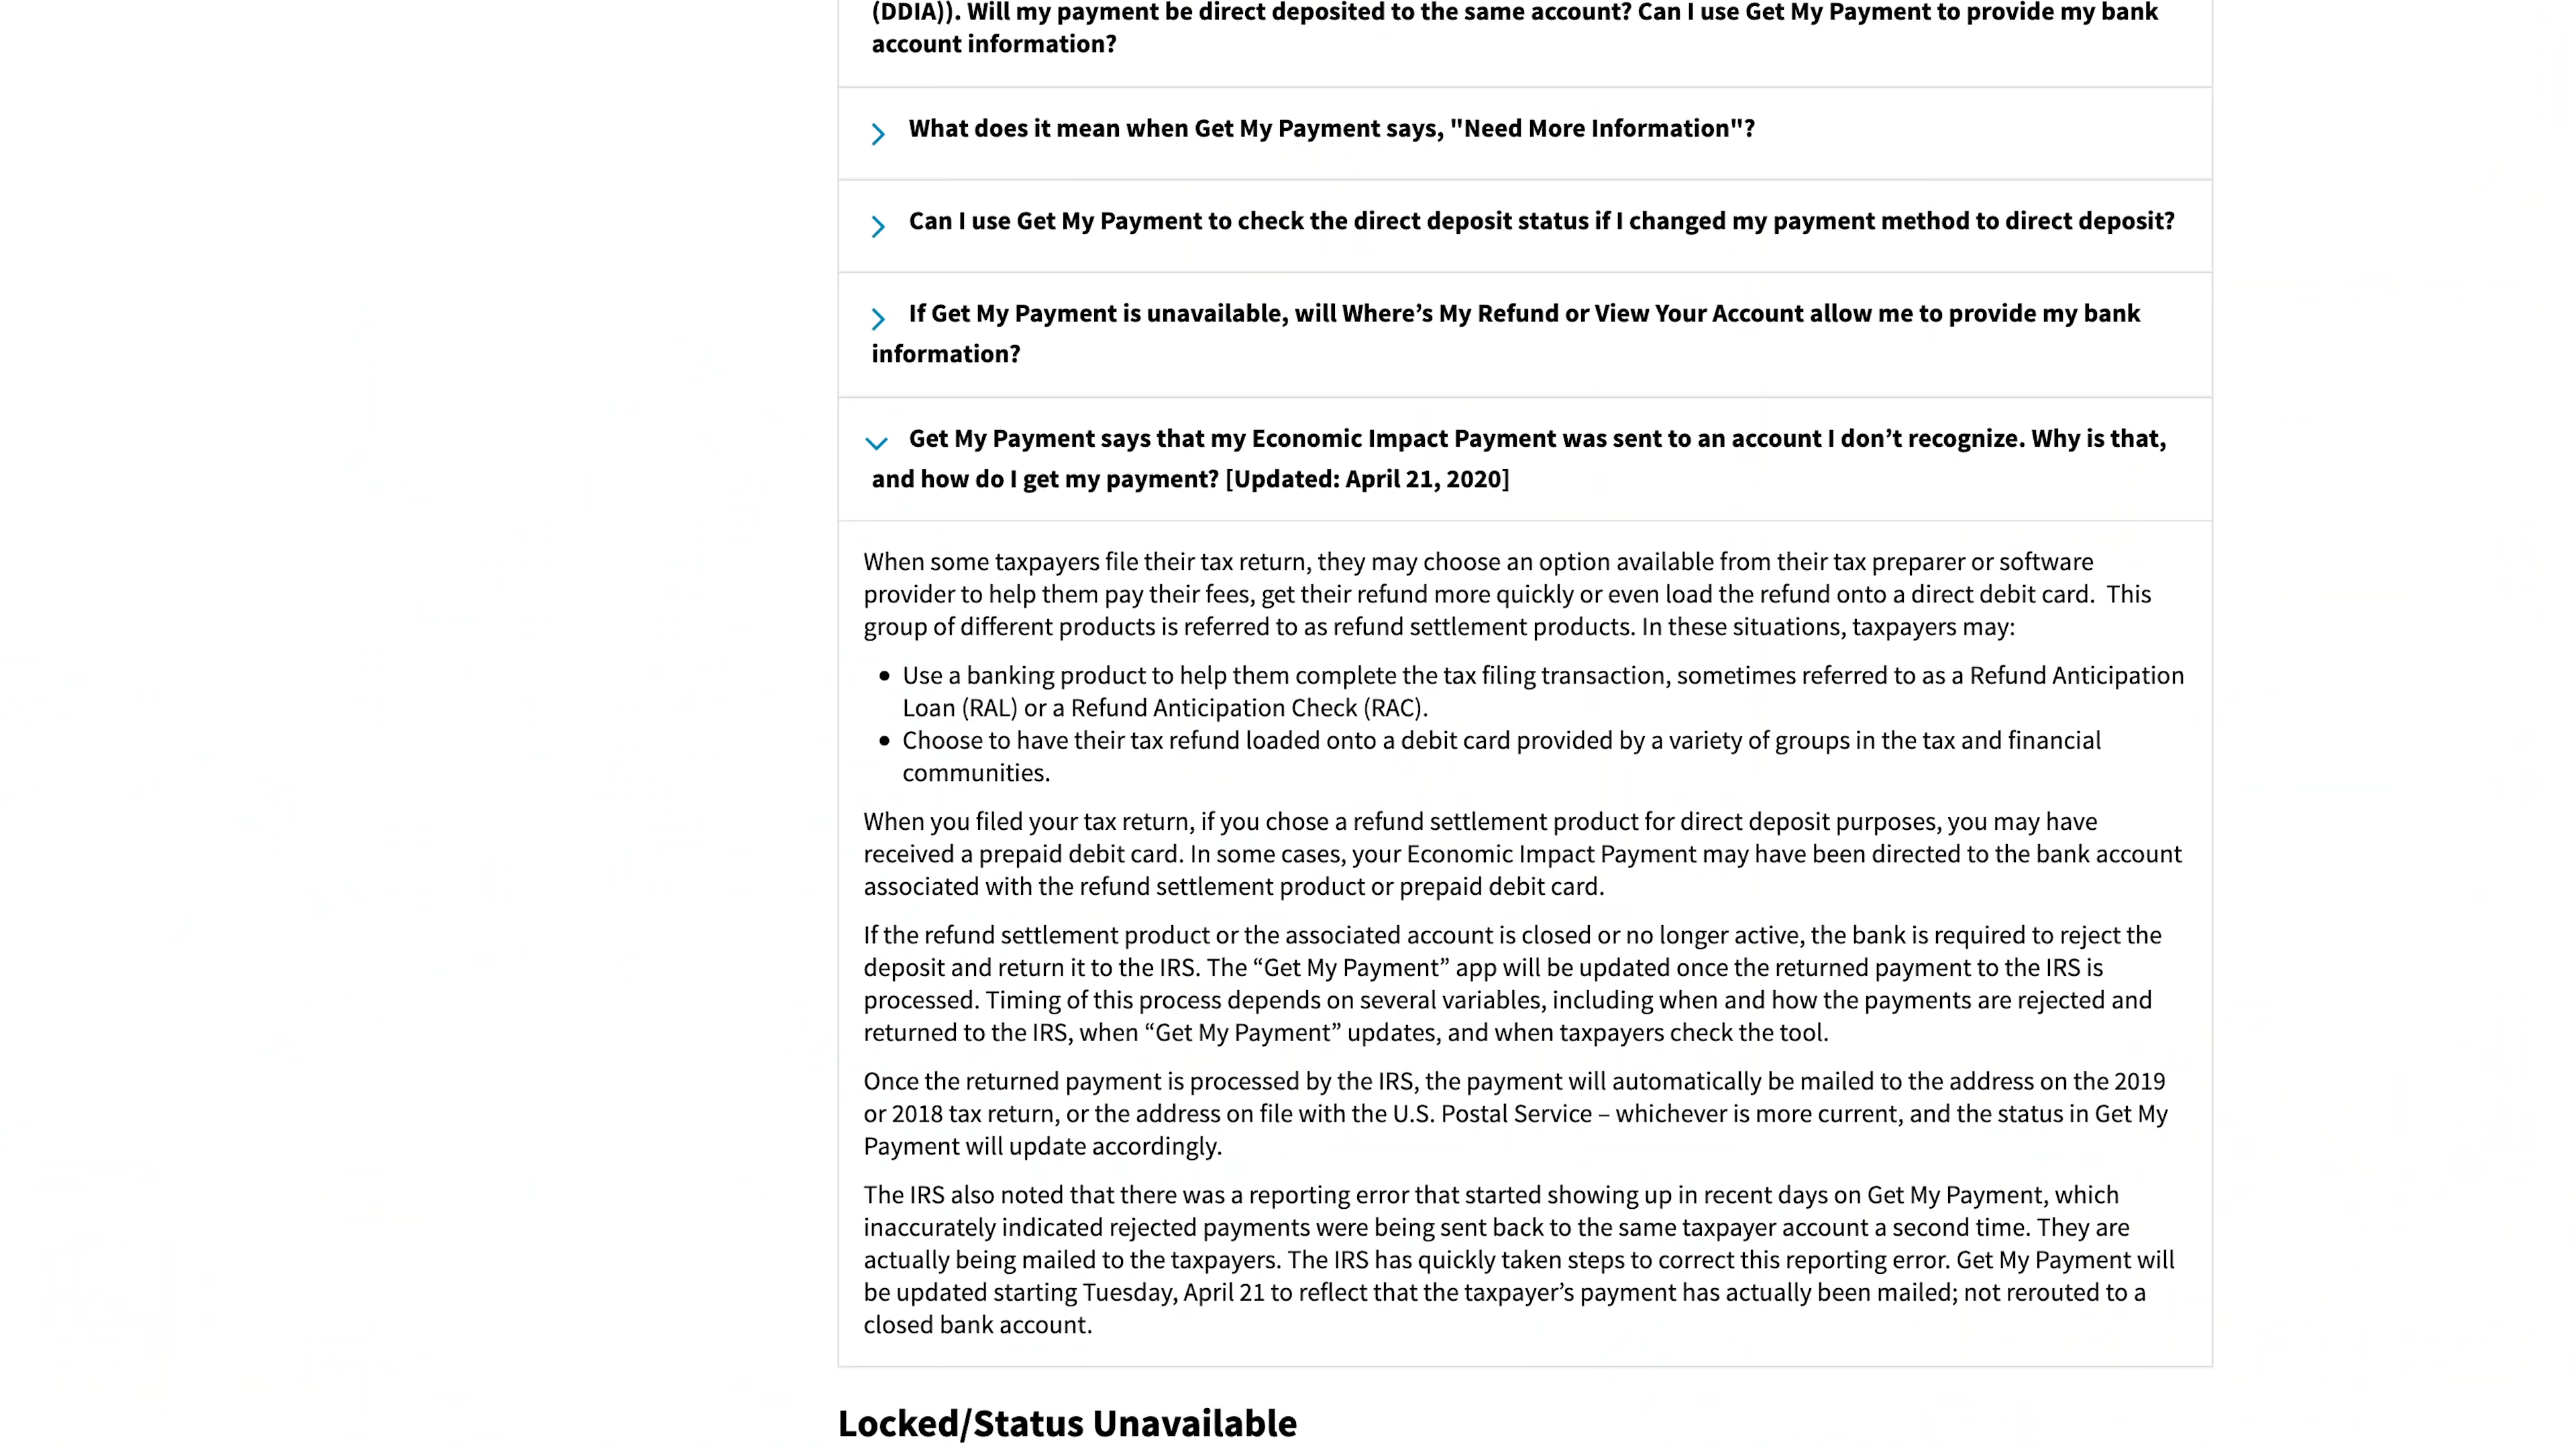 (DDIA)). Will my payment be direct deposited to the same account? Can I use Get My Payment to provide my bank
account information?
What does it mean when Get My Payment says, "Need More Information"?
Can I use Get My Payment to check the direct deposit status if I changed my payment method to direct deposit?
If Get My Payment is unavailable, will Where’s My Refund or View Your Account allow me to provide my bank
information?
Get My Payment says that my Economic Impact Payment was sent to an account I don’t recognize. Why is that,
and how do I get my payment? [Updated: April 21, 2020]
When some taxpayers file their tax return, they may choose an option available from their tax preparer or software
provider to help them pay their fees, get their refund more quickly or even load the refund onto a direct debit card.  This
group of different products is referred to as refund settlement products. In these situations, taxpayers may:
• Use a banking product to help them complete the tax filing transaction, sometimes referred to as a Refund Anticipation
Loan (RAL) or a Refund Anticipation Check (RAC).
• Choose to have their tax refund loaded onto a debit card provided by a variety of groups in the tax and financial
communities.
When you filed your tax return, if you chose a refund settlement product for direct deposit purposes, you may have
received a prepaid debit card. In some cases, your Economic Impact Payment may have been directed to the bank account
associated with the refund settlement product or prepaid debit card.
If the refund settlement product or the associated account is closed or no longer active, the bank is required to reject the
deposit and return it to the IRS. The “Get My Payment” app will be updated once the returned payment to the IRS is
processed. Timing of this process depends on several variables, including when and how the payments are rejected and
returned to the IRS, when “Get My Payment” updates, and when taxpayers check the tool.
Once the returned payment is processed by the IRS, the payment will automatically be mailed to the address on the 2019
or 2018 tax return, or the address on file with the U.S. Postal Service – whichever is more current, and the status in Get My
Payment will update accordingly.
The IRS also noted that there was a reporting error that started showing up in recent days on Get My Payment, which
inaccurately indicated rejected payments were being sent back to the same taxpayer account a second time. They are
actually being mailed to the taxpayers. The IRS has quickly taken steps to correct this reporting error. Get My Payment will
be updated starting Tuesday, April 21 to reflect that the taxpayer’s payment has actually been mailed; not rerouted to a
closed bank account.
Locked/Status Unavailable